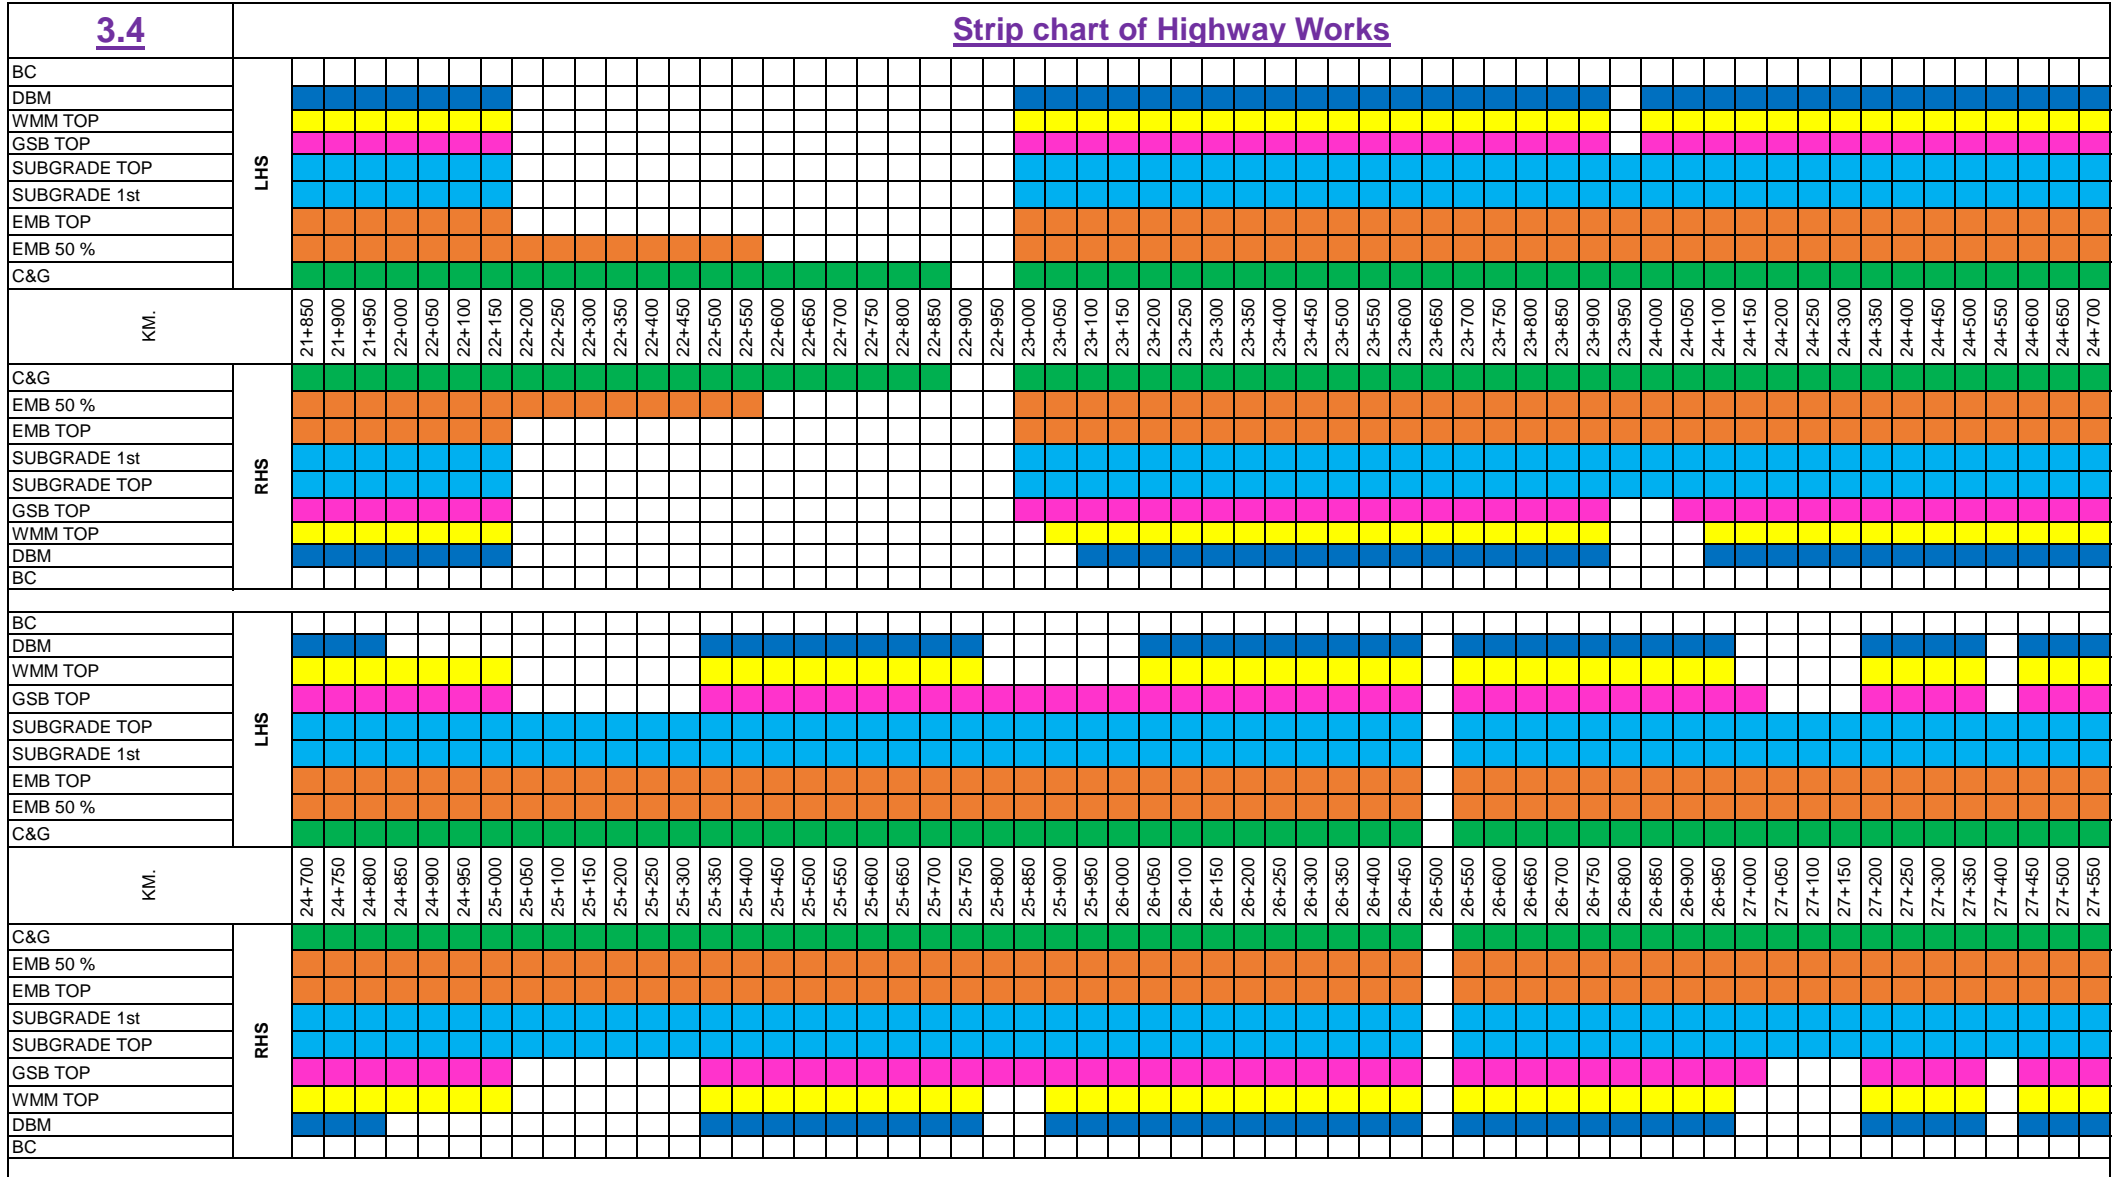 3.4 Strip chart of Highway Works
BC
DBM
WMM TOP
GSB TOP
SUBGRADE TOP
SUBGRADE 1st
EMB TOP
EMB 50 %
C&G
LHS
KM. 21+850 21+900 21+950 22+000 22+050 22+100 22+150 22+200 22+250 22+300 22+350 22+400 22+450 22+500 22+550 22+600 22+650 22+700 22+750 22+800 22+850 22+900 22+950 23+000 23+050 23+100 23+150 23+200 23+250 23+300 23+350 23+400 23+450 23+500 23+550 23+600 23+650 23+700 23+750 23+800 23+850 23+900 23+950 24+000 24+050 24+100 24+150 24+200 24+250 24+300 24+350 24+400 24+450 24+500 24+550 24+600 24+650 24+700
C&G
EMB 50 %
EMB TOP
SUBGRADE 1st
SUBGRADE TOP
GSB TOP
WMM TOP
DBM
BC
RHS
BC
DBM
WMM TOP
GSB TOP
SUBGRADE TOP
SUBGRADE 1st
EMB TOP
EMB 50 %
C&G
LHS
KM. 24+700 24+750 24+800 24+850 24+900 24+950 25+000 25+050 25+100 25+150 25+200 25+250 25+300 25+350 25+400 25+450 25+500 25+550 25+600 25+650 25+700 25+750 25+800 25+850 25+900 25+950 26+000 26+050 26+100 26+150 26+200 26+250 26+300 26+350 26+400 26+450 26+500 26+550 26+600 26+650 26+700 26+750 26+800 26+850 26+900 26+950 27+000 27+050 27+100 27+150 27+200 27+250 27+300 27+350 27+400 27+450 27+500 27+550
C&G
EMB 50 %
EMB TOP
SUBGRADE 1st
SUBGRADE TOP
GSB TOP
WMM TOP
DBM
BC
RHS